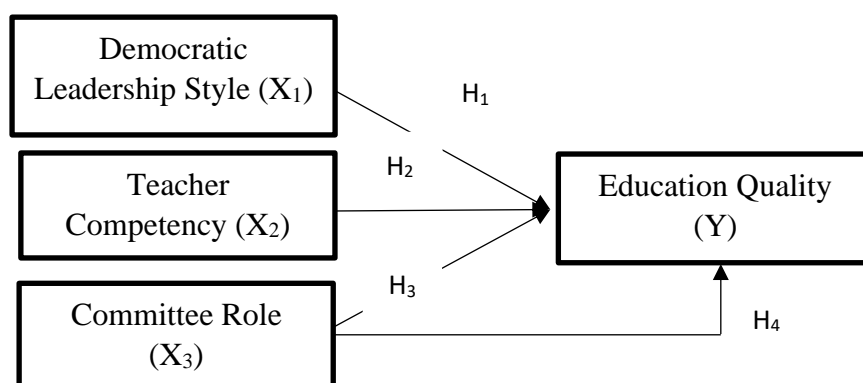 Democratic
Leadership Style (X₁)
H₁
H₂
Teacher
Competency (X₂)
Education Quality
(Y)
H₃
Committee Role
(X₃)
H₄